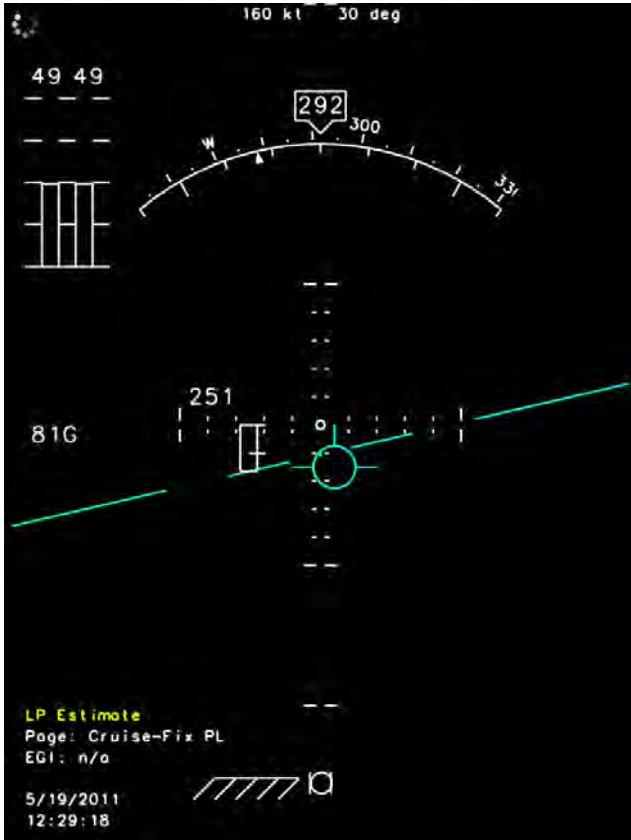 160 kt 30 deg
49 49
292
W
300
251
81G
LP Estimate
Page: Cruise-Fix PL
EGI: n/a
5/19/2011
12:29:18